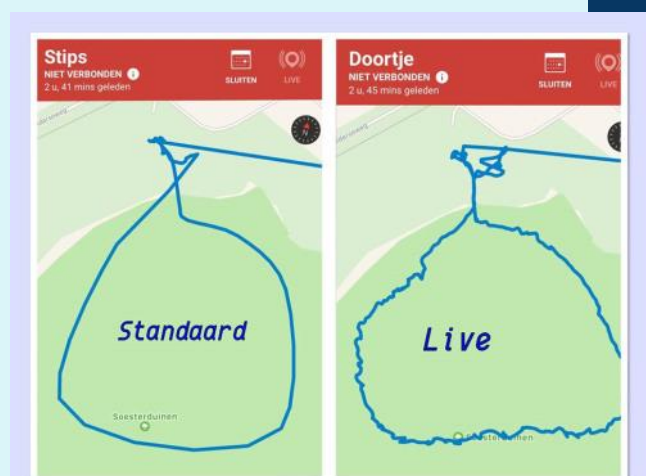 Stips
NIET VERBONDEN i
2 u, 41 mins geleden
SLUITEN
LIVE
N
Standaard
Soesterduinen
Doortje
NIET VERBONDEN i
2 u, 45 mins geleden
SLUITEN
LIVE
Live